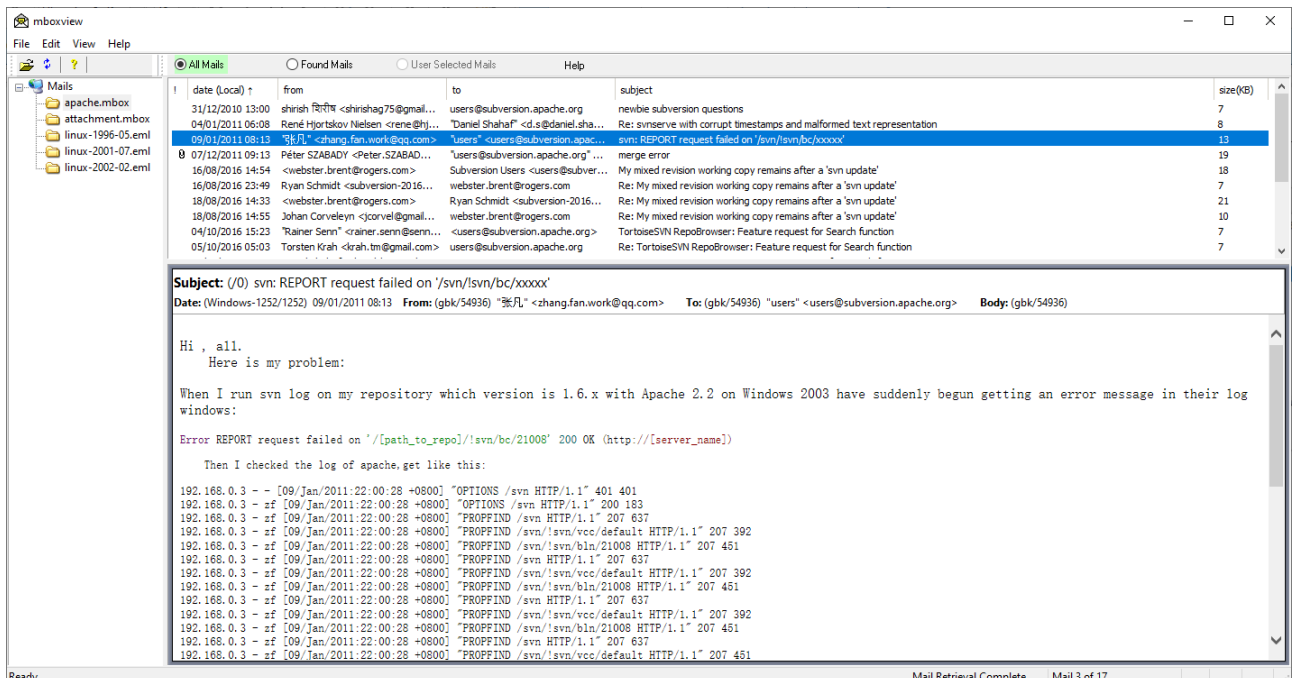 mboxview
File Edit View Help
All Mails Found Mails User Selected Mails Help
Mails
apache.mbox
attachment.mbox
linux-1996-05.eml
linux-2001-07.eml
linux-2002-02.eml
! date (Local) ↑ from to subject size(KB)
31/12/2010 13:00 shirish शिरीष <shirishag75@gmail... users@subversion.apache.org newbie subversion questions 7
04/01/2011 06:08 René Hjortskov Nielsen <rene@hj... "Daniel Shahaf" <d.s@daniel.sha... Re: svnserve with corrupt timestamps and malformed text representation 8
09/01/2011 08:13 "张凡" <zhang.fan.work@qq.com> "users" <users@subversion.apac... svn: REPORT request failed on '/svn/!svn/bc/xxxxx' 13
07/12/2011 09:13 Péter SZABADY <Peter.SZABAD... "users@subversion.apache.org" ... merge error 19
16/08/2016 14:54 <webster.brent@rogers.com> Subversion Users <users@subver... My mixed revision working copy remains after a 'svn update' 18
16/08/2016 23:49 Ryan Schmidt <subversion-2016... webster.brent@rogers.com Re: My mixed revision working copy remains after a 'svn update' 7
18/08/2016 14:33 <webster.brent@rogers.com> Ryan Schmidt <subversion-2016... Re: My mixed revision working copy remains after a 'svn update' 21
18/08/2016 14:55 Johan Corveleyn <jcorvel@gmail... webster.brent@rogers.com Re: My mixed revision working copy remains after a 'svn update' 10
04/10/2016 15:23 "Rainer Senn" <rainer.senn@senn... <users@subversion.apache.org> TortoiseSVN RepoBrowser: Feature request for Search function 7
05/10/2016 05:03 Torsten Krah <krah.tm@gmail.com> users@subversion.apache.org Re: TortoiseSVN RepoBrowser: Feature request for Search function 7
Subject: (/0) svn: REPORT request failed on '/svn/!svn/bc/xxxxx'
Date: (Windows-1252/1252) 09/01/2011 08:13 From: (gbk/54936) "张凡" <zhang.fan.work@qq.com> To: (gbk/54936) "users" <users@subversion.apache.org> Body: (gbk/54936)
Hi , all.
Here is my problem:
When I run svn log on my repository which version is 1.6.x with Apache 2.2 on Windows 2003 have suddenly begun getting an error message in their log
windows:
Error REPORT request failed on '/[path_to_repo]/!svn/bc/21008' 200 OK (http://[server_name])
Then I checked the log of apache,get like this:
192.168.0.3 - - [09/Jan/2011:22:00:28 +0800] "OPTIONS /svn HTTP/1.1" 401 401
192.168.0.3 - zf [09/Jan/2011:22:00:28 +0800] "OPTIONS /svn HTTP/1.1" 200 183
192.168.0.3 - zf [09/Jan/2011:22:00:28 +0800] "PROPFIND /svn HTTP/1.1" 207 637
192.168.0.3 - zf [09/Jan/2011:22:00:28 +0800] "PROPFIND /svn/!svn/vcc/default HTTP/1.1" 207 392
192.168.0.3 - zf [09/Jan/2011:22:00:28 +0800] "PROPFIND /svn/!svn/bln/21008 HTTP/1.1" 207 451
192.168.0.3 - zf [09/Jan/2011:22:00:28 +0800] "PROPFIND /svn HTTP/1.1" 207 637
192.168.0.3 - zf [09/Jan/2011:22:00:28 +0800] "PROPFIND /svn/!svn/vcc/default HTTP/1.1" 207 392
192.168.0.3 - zf [09/Jan/2011:22:00:28 +0800] "PROPFIND /svn/!svn/bln/21008 HTTP/1.1" 207 451
192.168.0.3 - zf [09/Jan/2011:22:00:28 +0800] "PROPFIND /svn HTTP/1.1" 207 637
192.168.0.3 - zf [09/Jan/2011:22:00:28 +0800] "PROPFIND /svn/!svn/vcc/default HTTP/1.1" 207 392
192.168.0.3 - zf [09/Jan/2011:22:00:28 +0800] "PROPFIND /svn/!svn/bln/21008 HTTP/1.1" 207 451
192.168.0.3 - zf [09/Jan/2011:22:00:28 +0800] "PROPFIND /svn HTTP/1.1" 207 637
192.168.0.3 - zf [09/Jan/2011:22:00:28 +0800] "PROPFIND /svn/!svn/vcc/default HTTP/1.1" 207 451
Ready Mail Retrieval Complete Mail 3 of 17